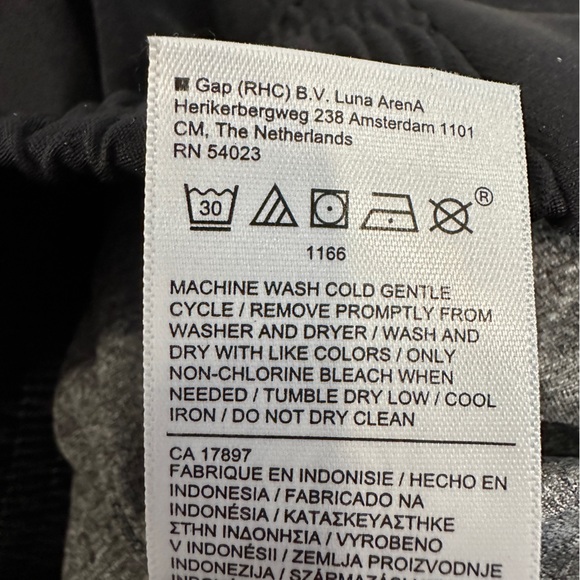 Gap (RHC) B.V. Luna ArenA
Herikerbergweg 238 Amsterdam 1101
CM, The Netherlands
RN 54023
30
®
1166
MACHINE WASH COLD GENTLE
CYCLE / REMOVE PROMPTLY FROM
WASHER AND DRYER / WASH AND
DRY WITH LIKE COLORS / ONLY
NON-CHLORINE BLEACH WHEN
NEEDED / TUMBLE DRY LOW / COOL
IRON / DO NOT DRY CLEAN
CA 17897
FABRIQUE EN INDONISIE / HECHO EN
INDONESIA / FABRICADO NA
INDONÉSIA / ΚΑΤΑΣΚΕΥΑΣΤΗΚΕ
ΣΤΗΝ ΙΝΔΟΝΗΣΙΑ / VYROBENO
V INDONÉSII / ZEMLJA PROIZVODNJE
INDONEZIJA / SZÁRMAZÁSI